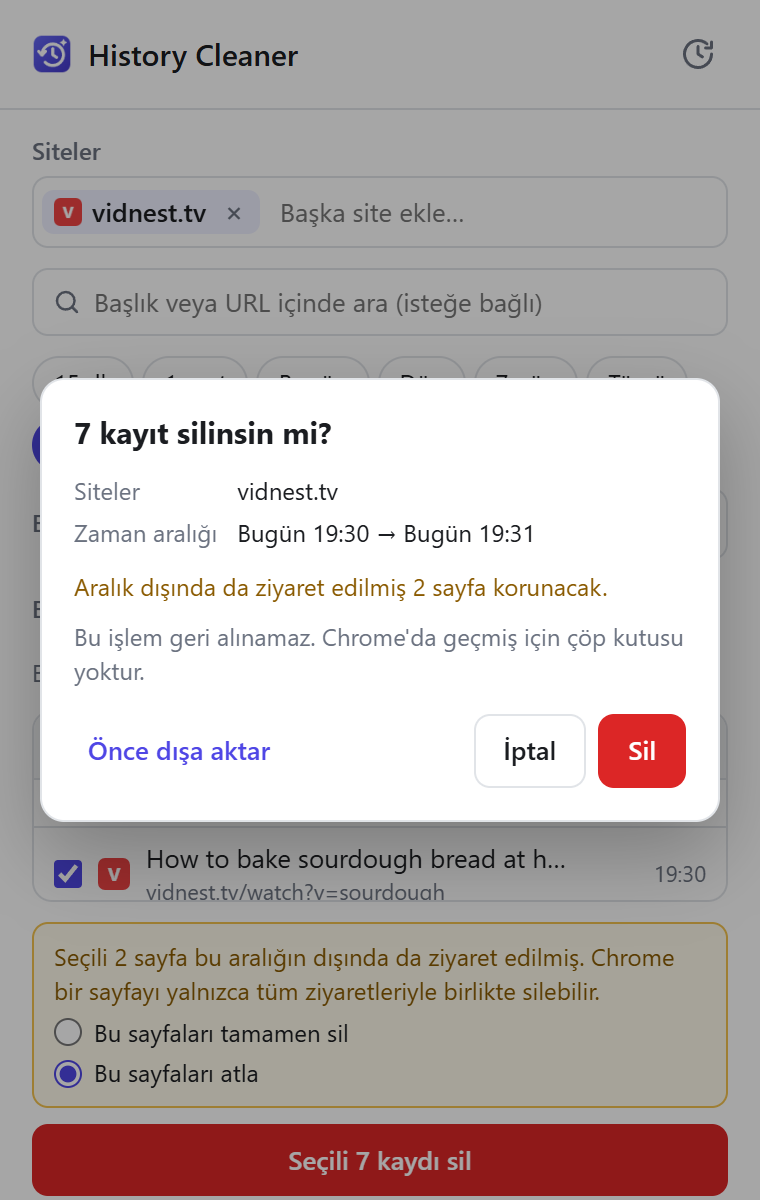 History Cleaner
Siteler
V vidnest.tv × Başka site ekle...
Başlık veya URL içinde ara (isteğe bağlı)
7 kayıt silinsin mi?
Siteler vidnest.tv
Zaman aralığı Bugün 19:30 → Bugün 19:31
Aralık dışında da ziyaret edilmiş 2 sayfa korunacak.
Bu işlem geri alınamaz. Chrome'da geçmiş için çöp kutusu
yoktur.
Önce dışa aktar İptal Sil
V How to bake sourdough bread at h... 19:30
vidnest.tv/watch?v=sourdough
Seçili 2 sayfa bu aralığın dışında da ziyaret edilmiş. Chrome
bir sayfayı yalnızca tüm ziyaretleriyle birlikte silebilir.
Bu sayfaları tamamen sil
Bu sayfaları atla
Seçili 7 kaydı sil